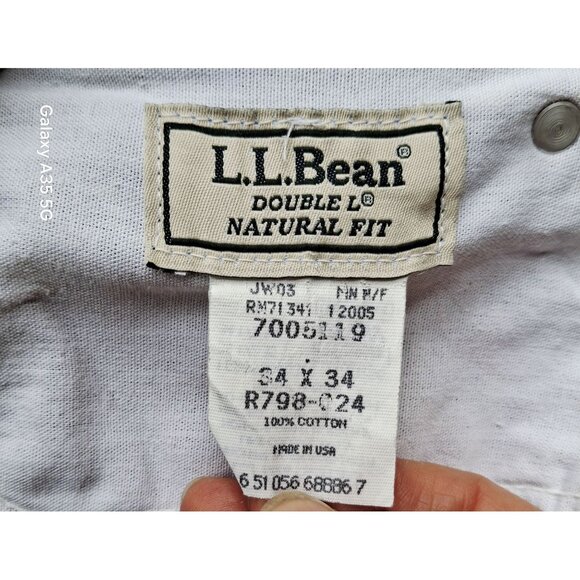 Galaxy A35 5G
L.L.Bean®
DOUBLE L®
NATURAL FIT
JW03 MN W/F
RN71341 12005
7005119
34 X 34
R798-024
100% COTTON
MADE IN USA
6 51056 68886 7